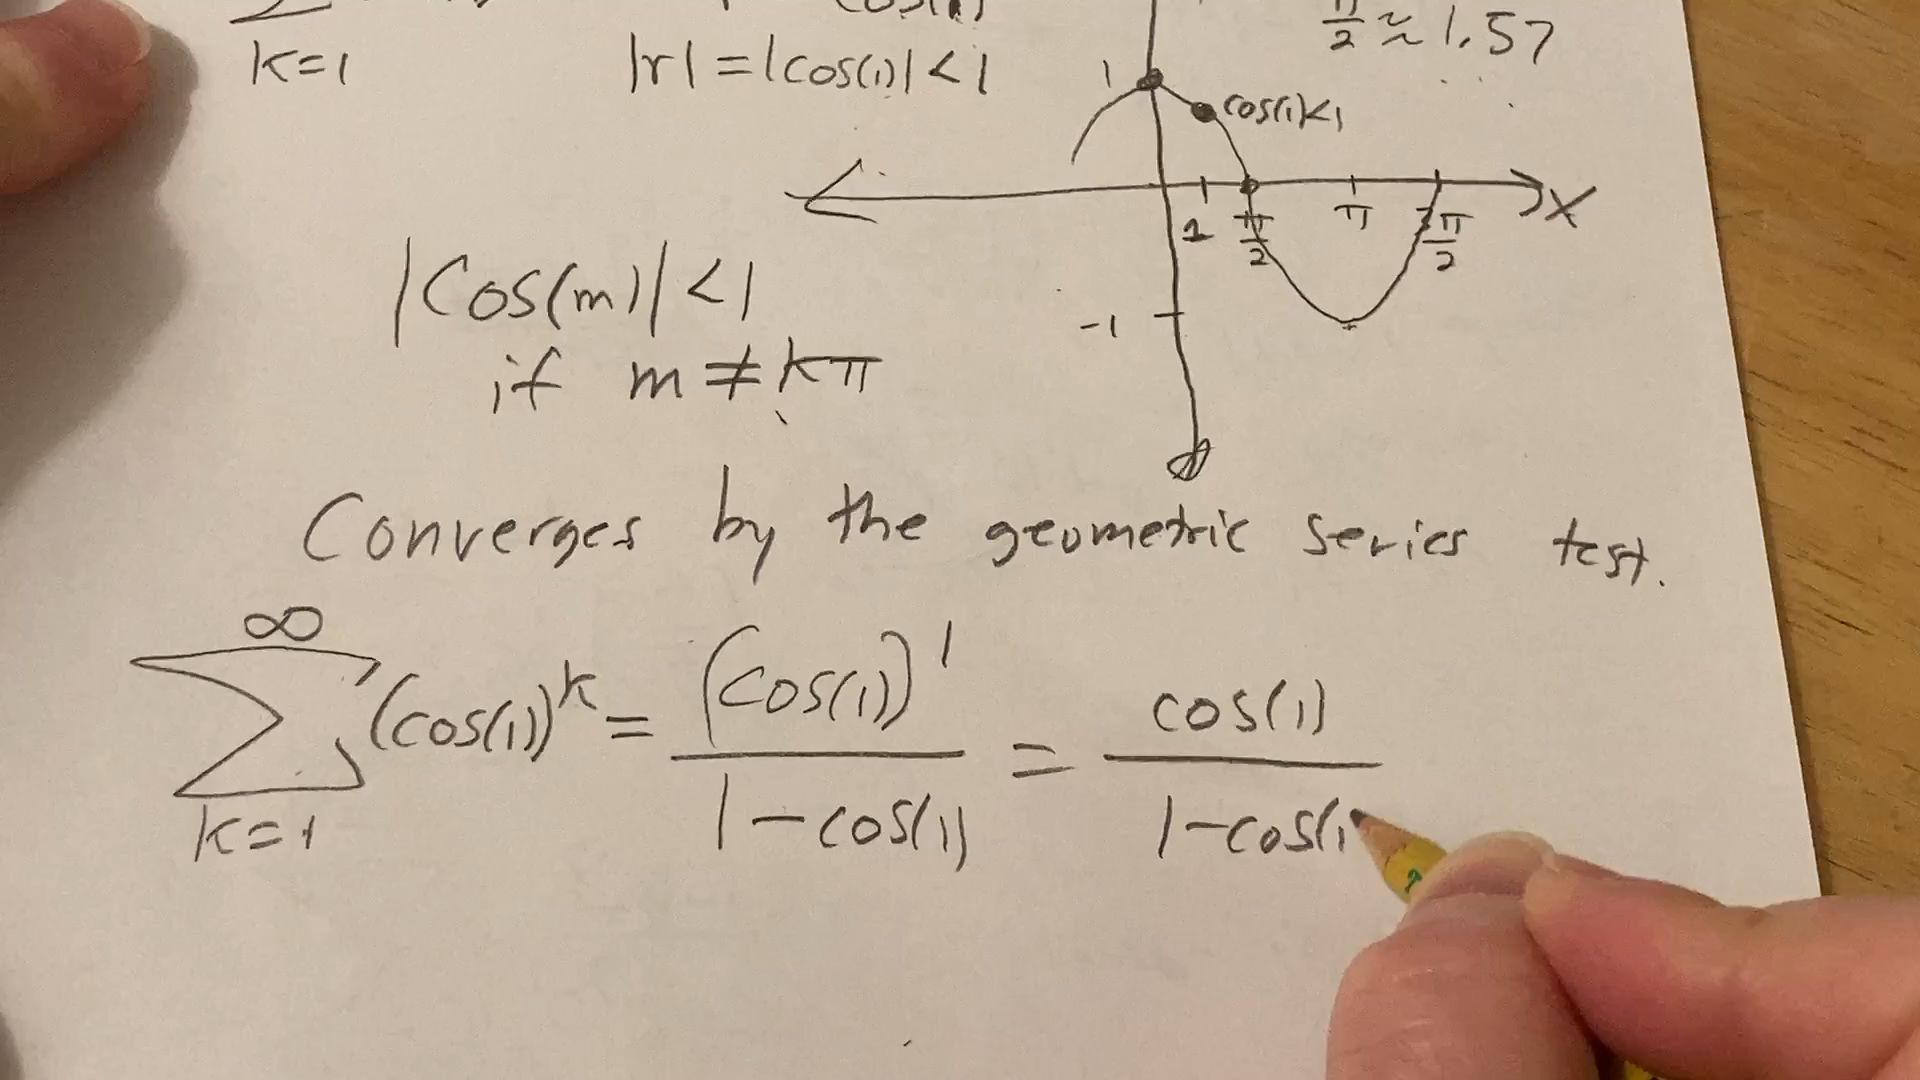 cos(1)
k=1
|r|=|cos(1)|<1
π/2 ≈ 1.57
1
cos(1)<1
x
1
π/2
π
3π/2
-1
|Cos(m)|<1
if m≠kπ
Converges by the geometric series test.
∞
∑ (cos(1))^k = (cos(1))^1 / (1-cos(1)) = cos(1) / (1-cos(1
k=1